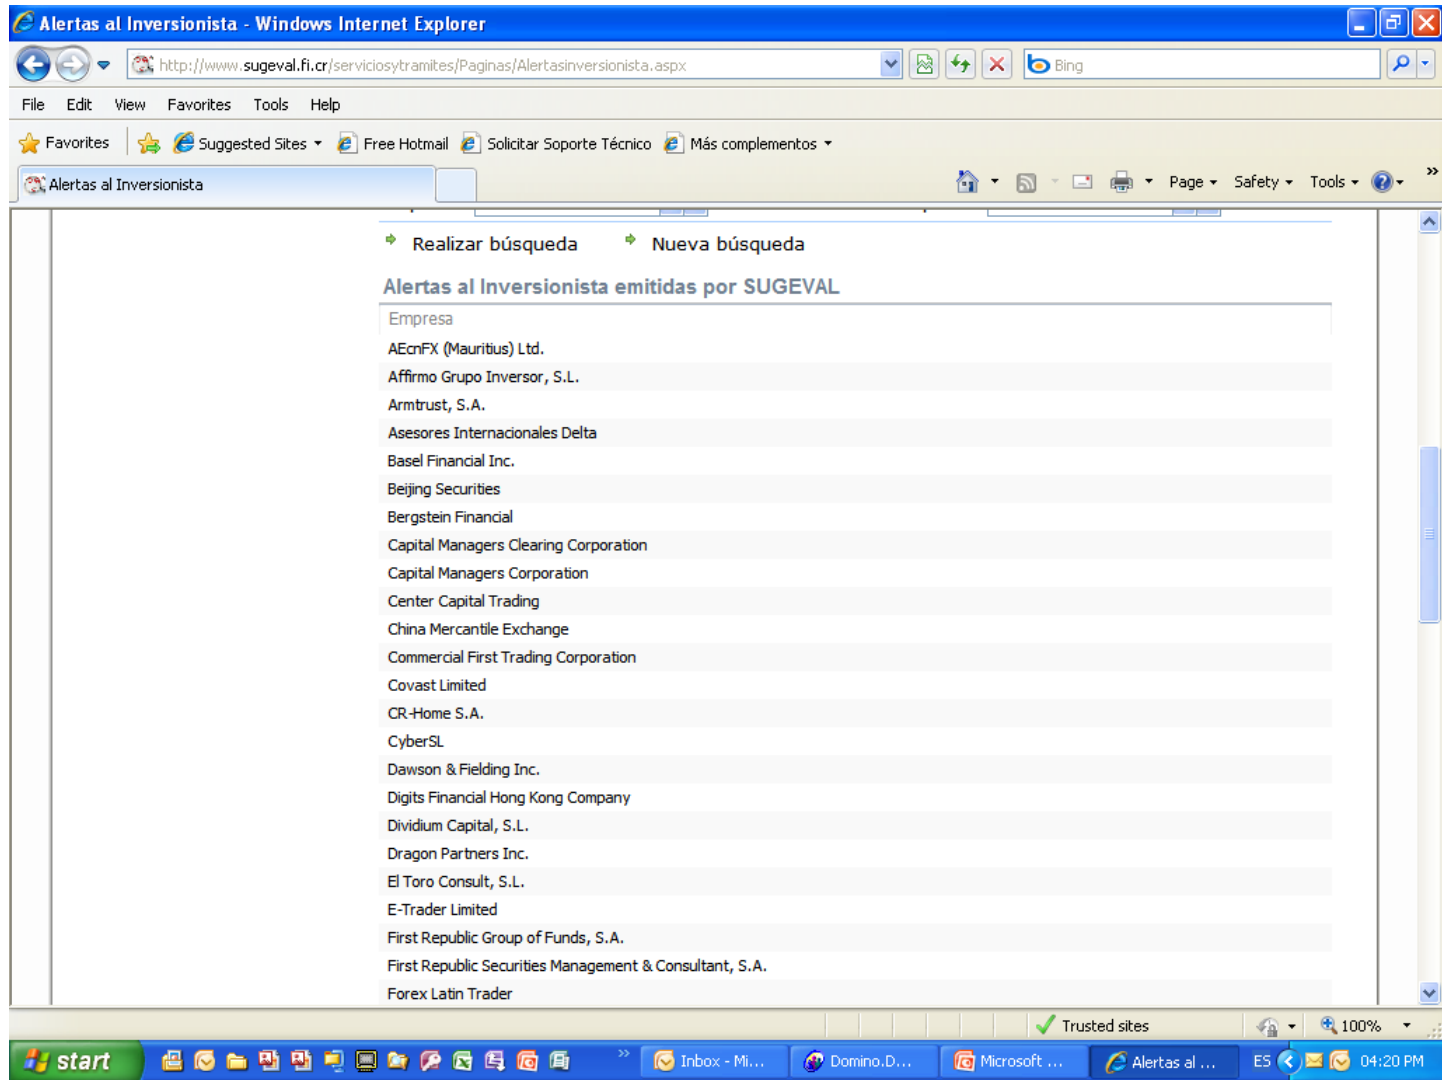 Alertas al Inversionista - Windows Internet Explorer
http://www.sugeval.fi.cr/serviciosytramites/Paginas/Alertasinversionista.aspx
Bing
File Edit View Favorites Tools Help
Favorites Suggested Sites Free Hotmail Solicitar Soporte Técnico Más complementos
Alertas al Inversionista
Page Safety Tools
Realizar búsqueda Nueva búsqueda
Alertas al Inversionista emitidas por SUGEVAL
Empresa
AEcnFX (Mauritius) Ltd.
Affirmo Grupo Inversor, S.L.
Armtrust, S.A.
Asesores Internacionales Delta
Basel Financial Inc.
Beijing Securities
Bergstein Financial
Capital Managers Clearing Corporation
Capital Managers Corporation
Center Capital Trading
China Mercantile Exchange
Commercial First Trading Corporation
Covast Limited
CR-Home S.A.
CyberSL
Dawson & Fielding Inc.
Digits Financial Hong Kong Company
Dividium Capital, S.L.
Dragon Partners Inc.
El Toro Consult, S.L.
E-Trader Limited
First Republic Group of Funds, S.A.
First Republic Securities Management & Consultant, S.A.
Forex Latin Trader
Trusted sites 100%
start Inbox - Mi... Domino.D... Microsoft ... Alertas al ... ES 04:20 PM